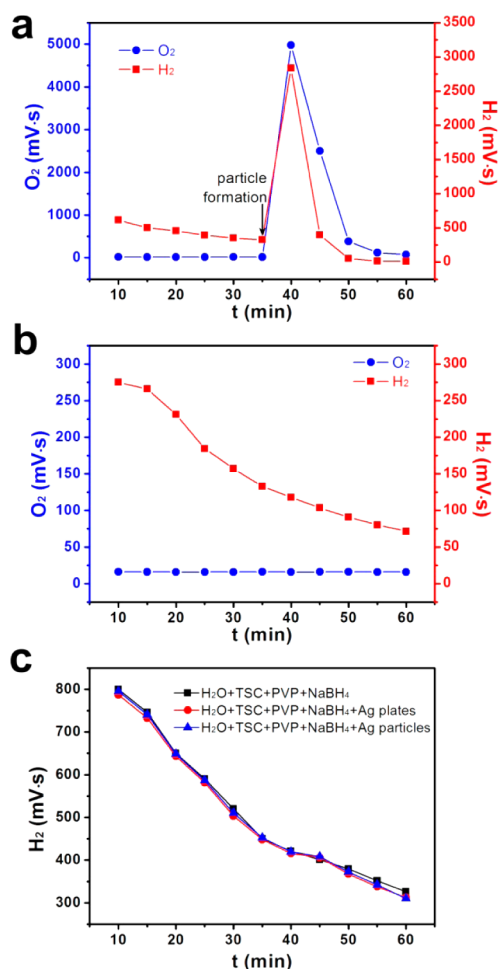 a
5000
4000
3000
2000
1000
0
O₂ (mV·s)
O₂
H₂
particle
formation
3500
3000
2500
2000
1500
1000
500
0
H₂ (mV·s)
10 20 30 40 50 60
t (min)
b
300
250
200
150
100
50
0
O₂ (mV·s)
O₂
H₂
300
250
200
150
100
50
0
H₂ (mV·s)
10 20 30 40 50 60
t (min)
c
800
700
600
500
400
300
H₂ (mV·s)
H₂O+TSC+PVP+NaBH₄
H₂O+TSC+PVP+NaBH₄+Ag plates
H₂O+TSC+PVP+NaBH₄+Ag particles
10 20 30 40 50 60
t (min)